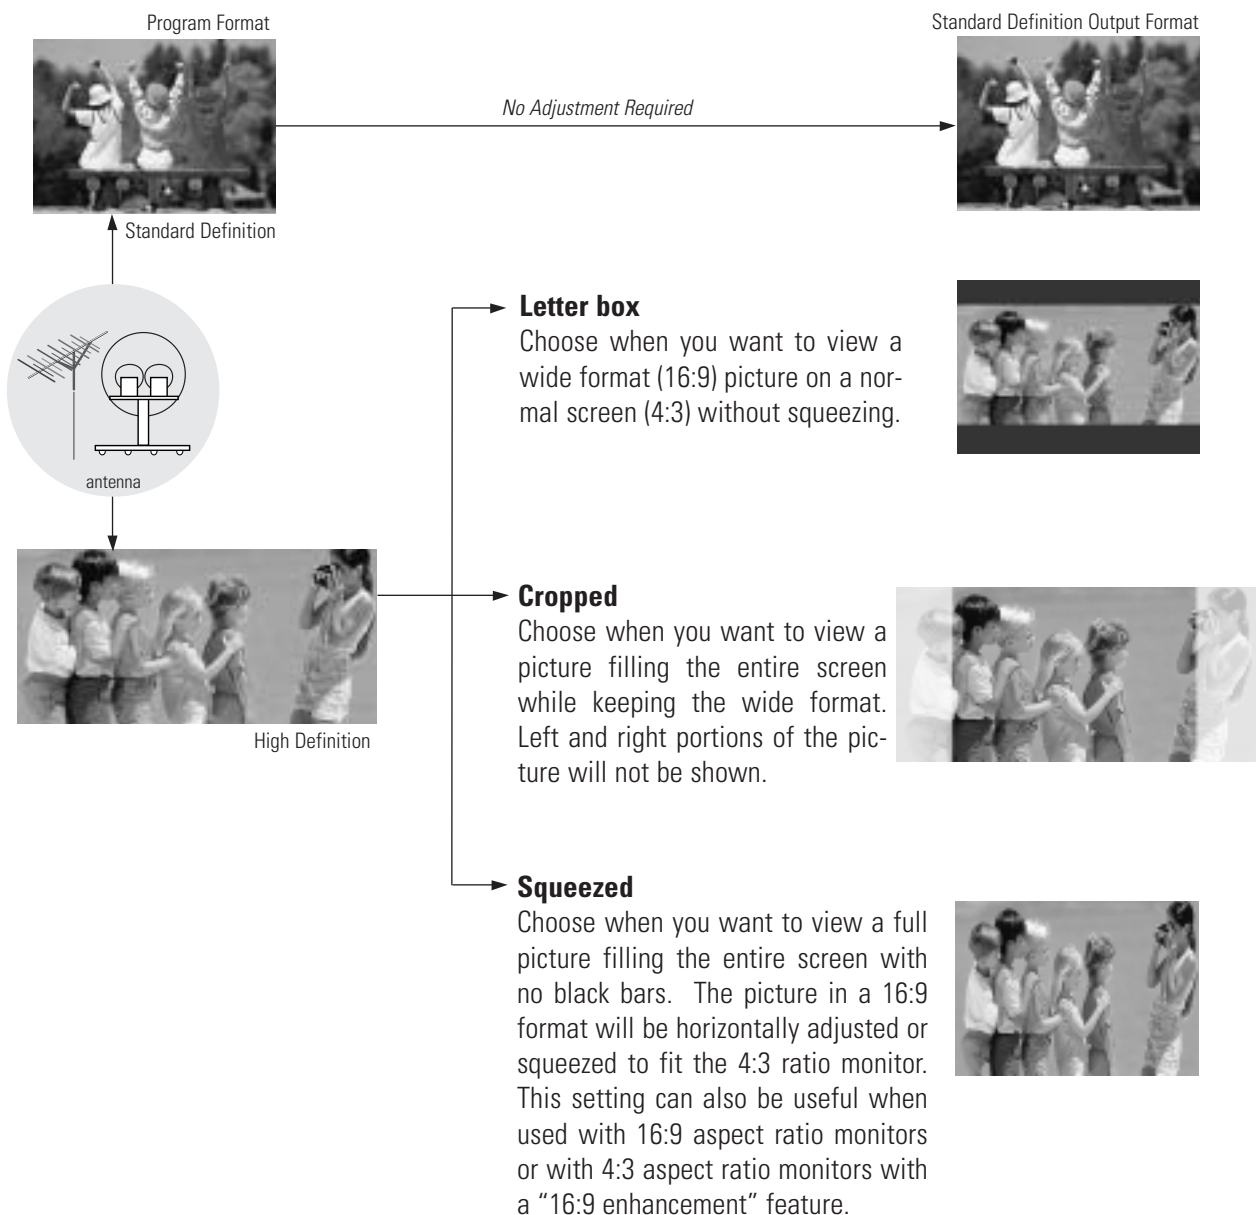 Program Format
Standard Definition Output Format
No Adjustment Required
Standard Definition
antenna
High Definition
Letter box
Choose when you want to view a
wide format (16:9) picture on a nor-
mal screen (4:3) without squeezing.
Cropped
Choose when you want to view a
picture filling the entire screen
while keeping the wide format.
Left and right portions of the pic-
ture will not be shown.
Squeezed
Choose when you want to view a full
picture filling the entire screen with
no black bars.  The picture in a 16:9
format will be horizontally adjusted or
squeezed to fit the 4:3 ratio monitor.
This setting can also be useful when
used with 16:9 aspect ratio monitors
or with 4:3 aspect ratio monitors with
a “16:9 enhancement” feature.